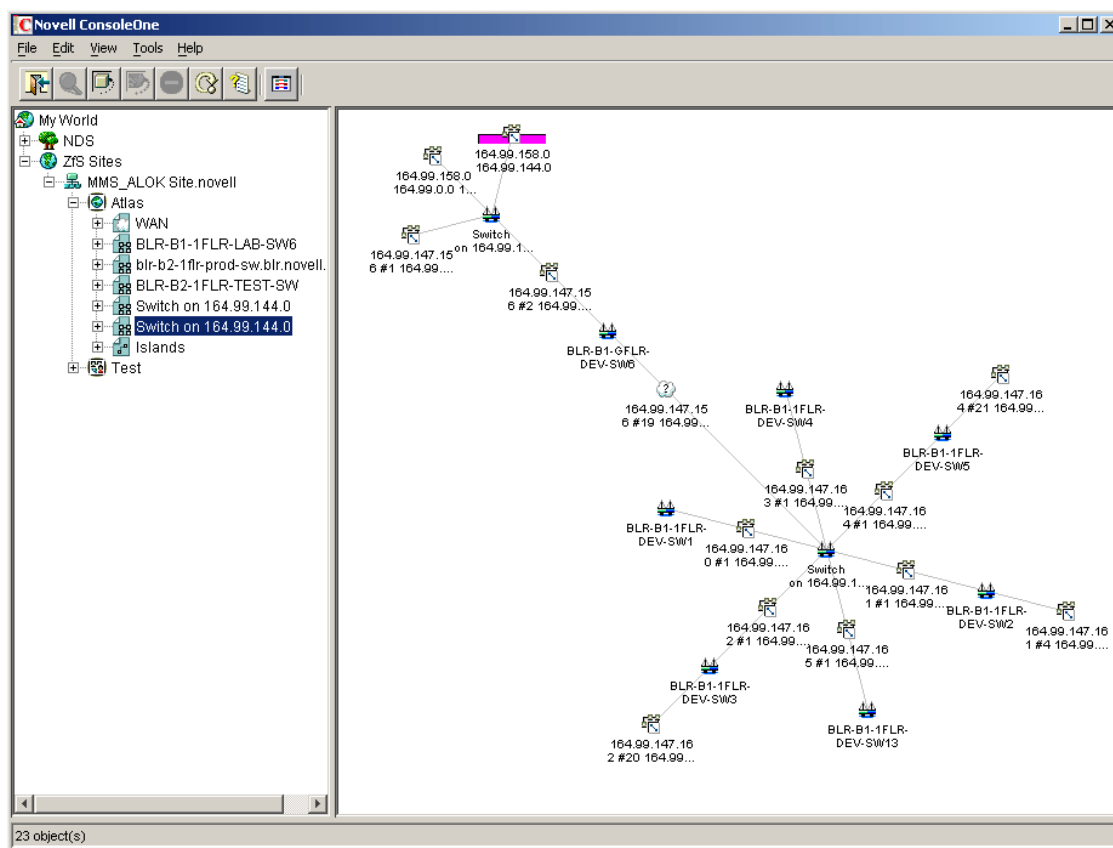 Novell ConsoleOne
File Edit View Tools Help
My World
NDS
ZfS Sites
MMS_ALOK Site.novell
Atlas
WAN
BLR-B1-1FLR-LAB-SW6
blr-b2-1flr-prod-sw.blr.novell.
BLR-B2-1FLR-TEST-SW
Switch on 164.99.144.0
Switch on 164.99.144.0
Islands
Test
164.99.158.0
164.99.144.0
164.99.158.0
164.99.0.0 1...
Switch
on 164.99.1...
164.99.147.15
6 #1 164.99....
164.99.147.15
6 #2 164.99....
BLR-B1-GFLR-
DEV-SW6
?
164.99.147.15
6 #19 164.99...
BLR-B1-1FLR-
DEV-SW4
164.99.147.16
4 #21 164.99...
BLR-B1-1FLR-
DEV-SW5
164.99.147.16
3 #1 164.99....
164.99.147.16
4 #1 164.99....
BLR-B1-1FLR-
DEV-SW1
164.99.147.16
0 #1 164.99....
Switch
on 164.99.1...
164.99.147.16
1 #1 164.99....
BLR-B1-1FLR-
DEV-SW2
164.99.147.16
1 #4 164.99....
164.99.147.16
2 #1 164.99....
164.99.147.16
5 #1 164.99....
BLR-B1-1FLR-
DEV-SW3
BLR-B1-1FLR-
DEV-SW13
164.99.147.16
2 #20 164.99...
23 object(s)